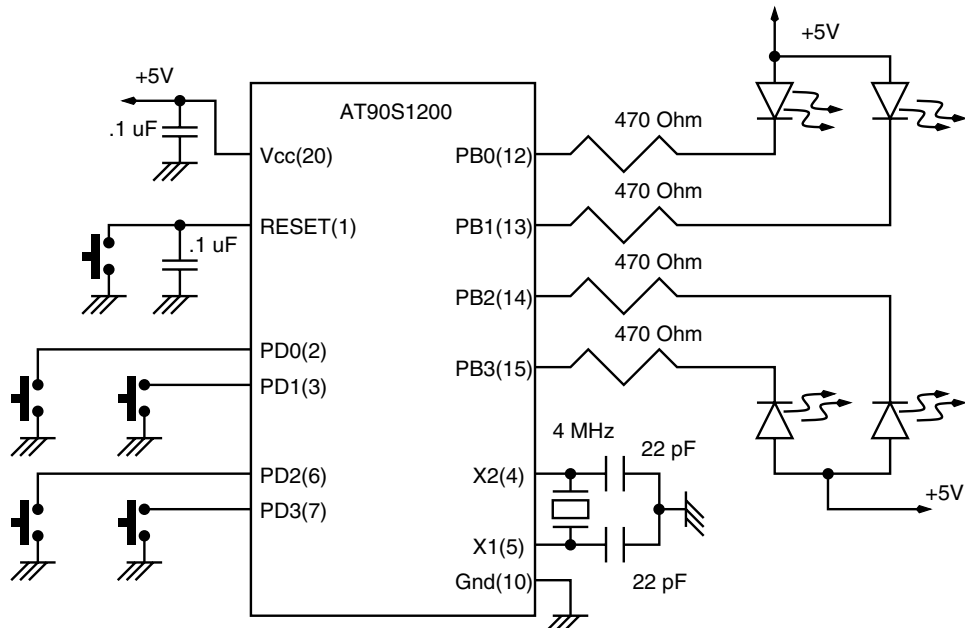 +5V
+5V
AT90S1200
.1 uF
470 Ohm
Vcc(20)
PB0(12)
470 Ohm
RESET(1)
PB1(13)
.1 uF
470 Ohm
PB2(14)
470 Ohm
PD0(2)
PB3(15)
PD1(3)
4 MHz
22 pF
PD2(6)
X2(4)
+5V
PD3(7)
X1(5)
22 pF
Gnd(10)